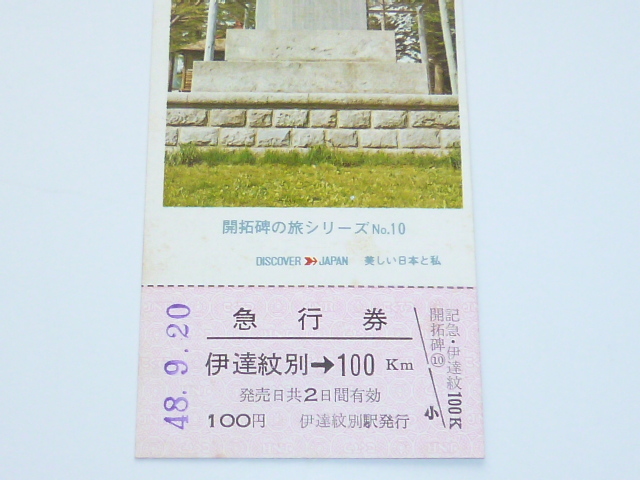 開拓碑の旅シリーズNo.10
DISCOVER JAPAN 美しい日本と私
48.9.20
急行券
伊達紋別→100 Km
発売日共2日間有効
100円 伊達紋別駅発行
記急・伊達紋100K
開拓碑⑩
小